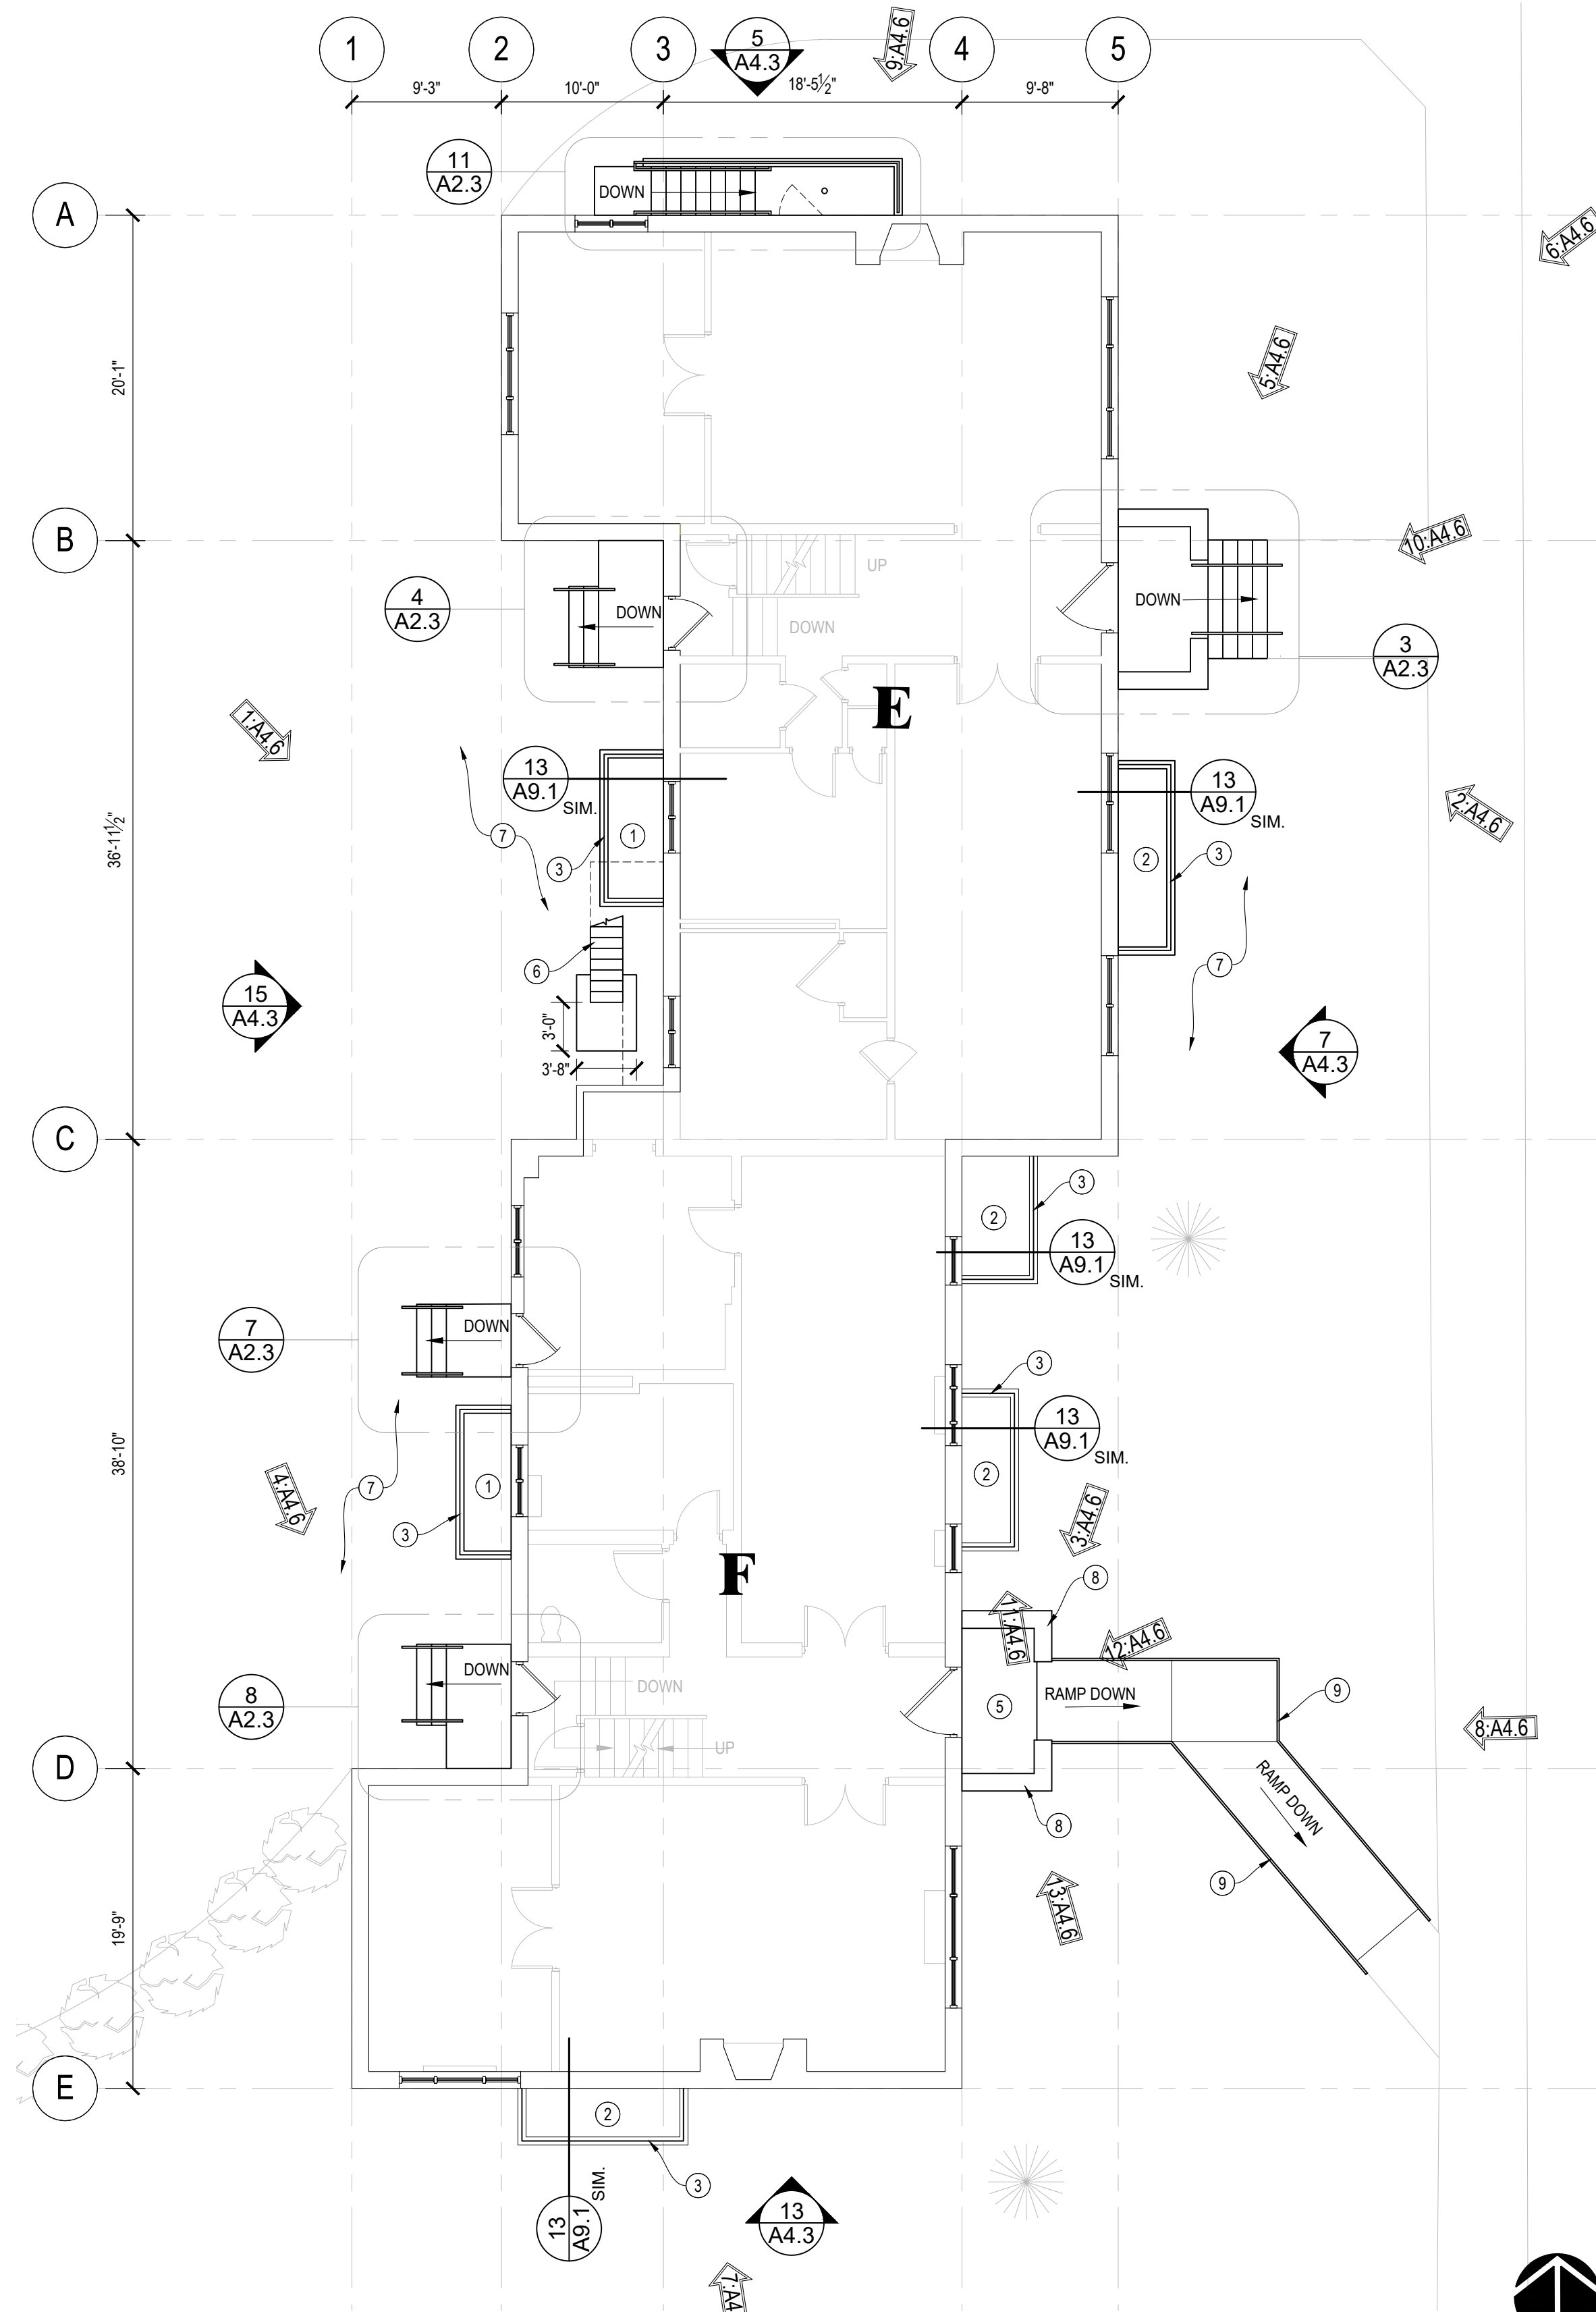 1
2
3
4
5
5
A4.3
9:A4.6
9'-3"
10'-0"
18'-5½"
9'-8"
11
A2.3
DOWN
A
6:A4.6
20'-1"
5:A4.6
B
10:A4.6
UP
4
A2.3
DOWN
DOWN
DOWN
3
A2.3
E
1:A4.6
13
A9.1
SIM.
13
A9.1
SIM.
2:A4.6
36'-11½"
7
1
3
2
3
6
7
15
A4.3
3'-0"
3'-8"
7
A4.3
C
3
2
13
A9.1
SIM.
7
A2.3
DOWN
3
13
A9.1
SIM.
38'-10"
4:A4.6
7
1
3
2
3:A4.6
F
8
11:A4.6
12:A4.6
8
A2.3
DOWN
DOWN
UP
5
RAMP DOWN
9
8:A4.6
D
RAMP DOWN
8
9
13:A4.6
19'-9"
E
2
3
SIM.
13
A9.1
13
A4.3
7:A4